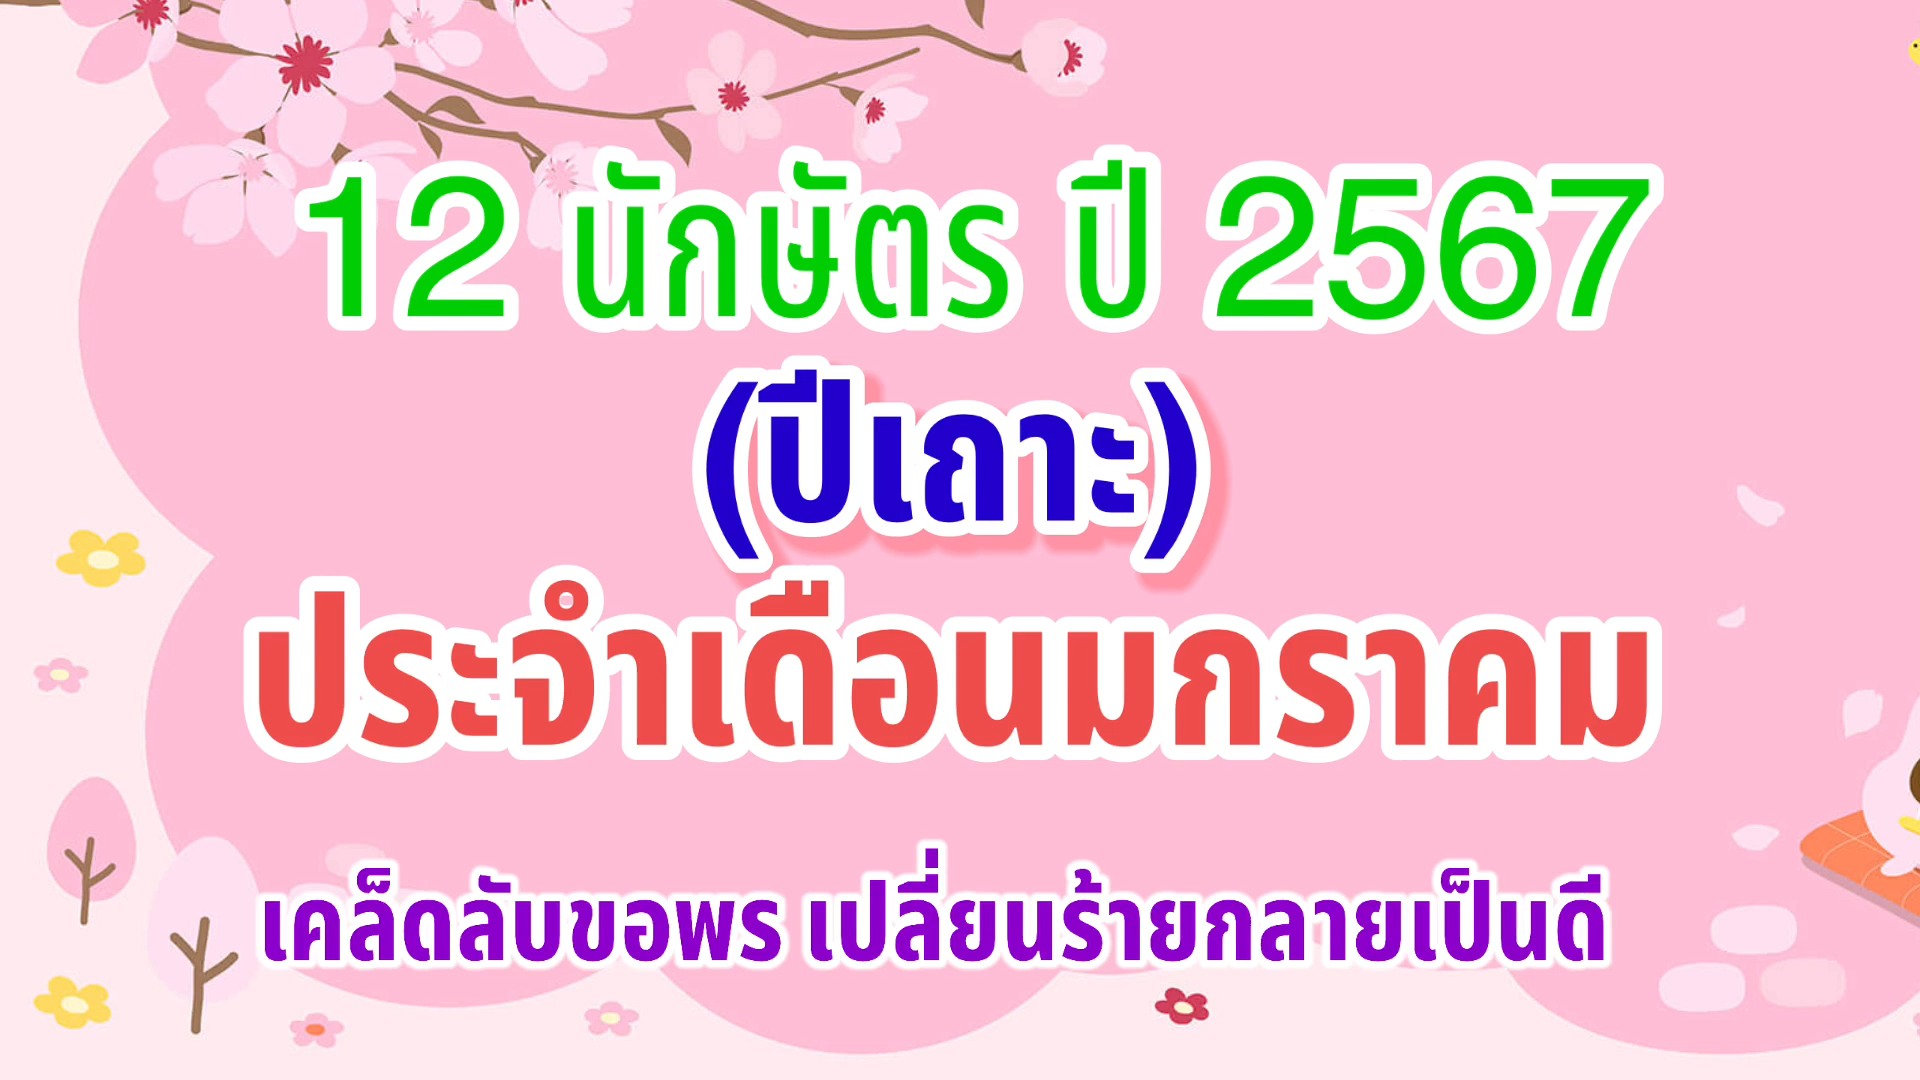 12 นักษัตร ปี 2567
(ปีเถาะ)
ประจำเดือนมกราคม
เคล็ดลับขอพร เปลี่ยนร้ายกลายเป็นดี